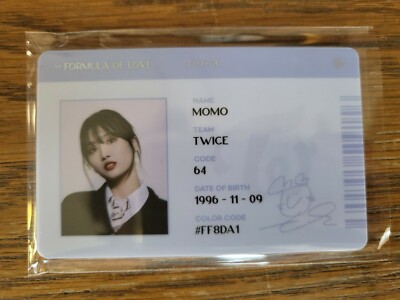 FORMULA OF LOVE
NAME
MOMO
TEAM
TWICE
CODE
64
DATE OF BIRTH
1996 - 11 - 09
COLOR CODE
#FF8DA1